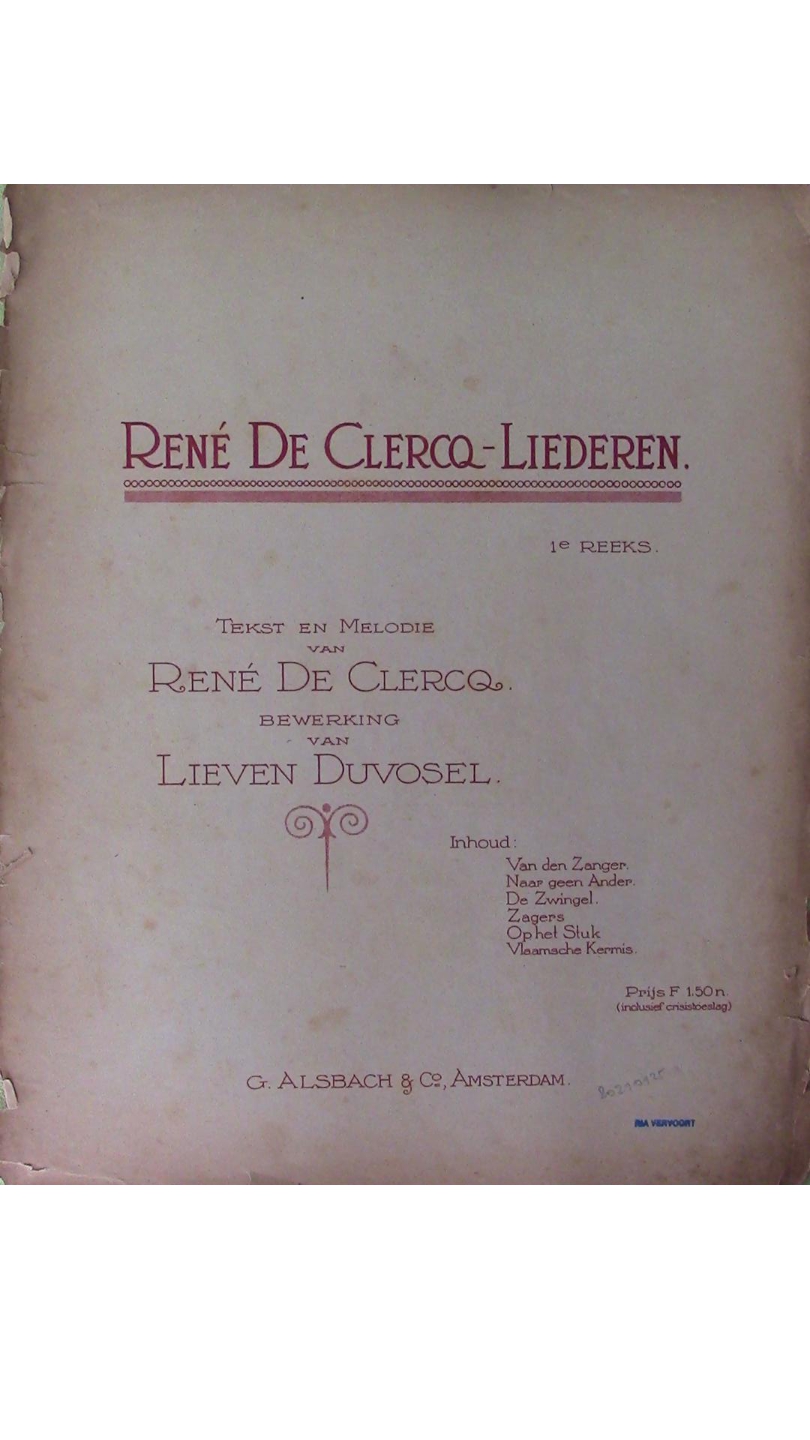 RENÉ DE CLERCQ-LIEDEREN.
1e REEKS.
TEKST EN MELODIE
VAN
RENÉ DE CLERCQ.
BEWERKING
VAN
LIEVEN DUVOSEL.
Inhoud:
Van den Zanger.
Naar geen Ander.
De Zwingel.
Zagers
Op het Stuk
Vlaamsche Kermis.
Prijs F 1.50 n.
(inclusief crisistoeslag)
G. ALSBACH & Co, AMSTERDAM.
RIA VERVOORT